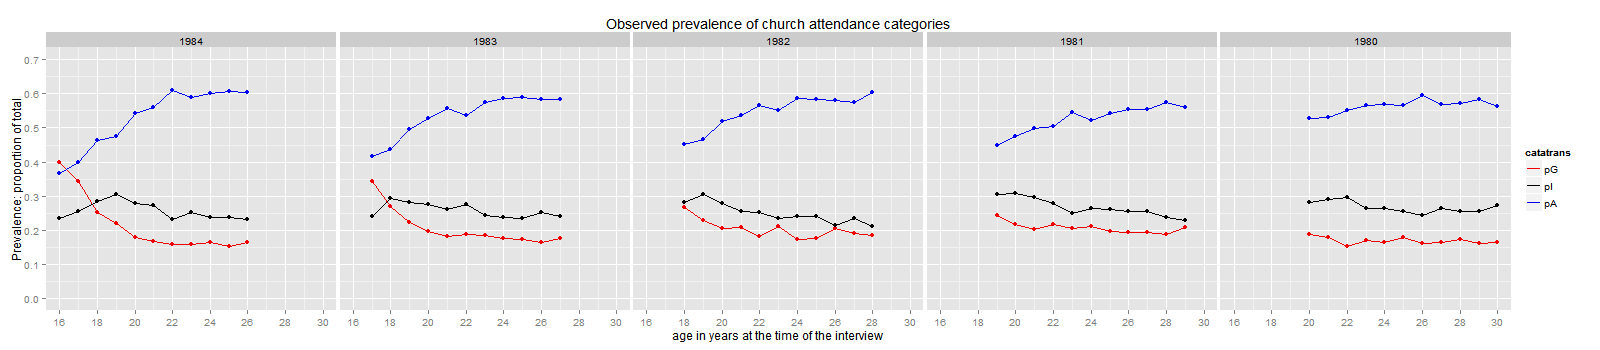 Observed prevalence of church attendance categories
1984 1983 1982 1981 1980
Prevalence: proportion of total
0.7
0.6
0.5
0.4
0.3
0.2
0.1
0.0
catatrans
pG
pI
pA
16 18 20 22 24 26 28 30 16 18 20 22 24 26 28 30 16 18 20 22 24 26 28 30 16 18 20 22 24 26 28 30 16 18 20 22 24 26 28 30
age in years at the time of the interview